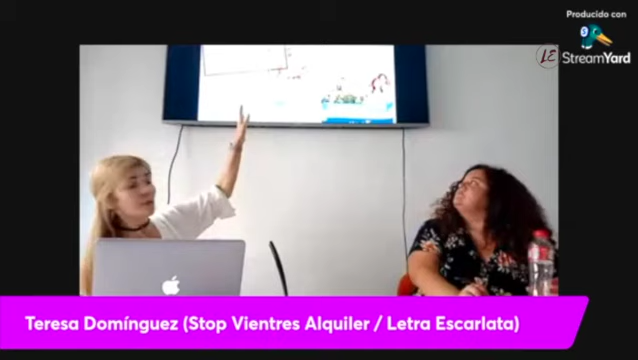 Producido con
StreamYard
LE
Teresa Domínguez (Stop Vientres Alquiler / Letra Escarlata)